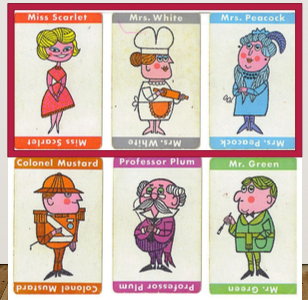 Miss Scarlet
Mrs. White
Mrs. Peacock
Miss Scarlet
Mrs. White
Mrs. Peacock
Colonel Mustard
Professor Plum
Mr. Green
Colonel Mustard
Professor Plum
Mr. Green